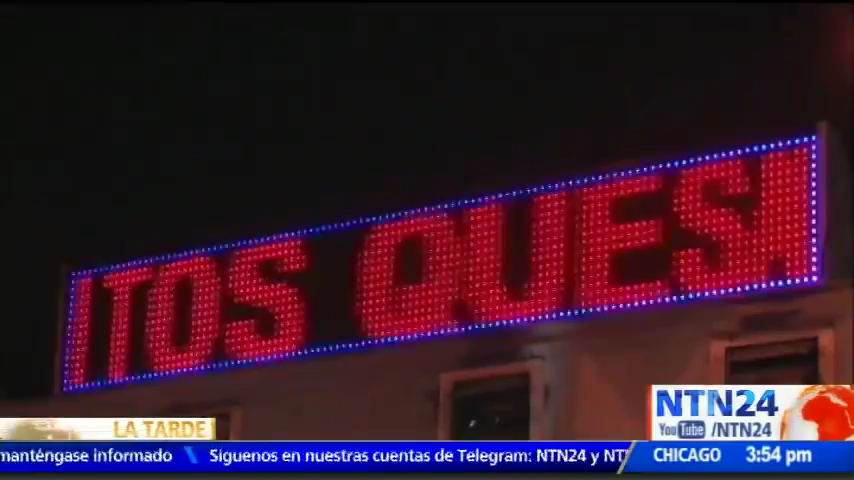 ITOS QUES
LA TARDE
NTN24
YouTube /NTN24
manténgase informado \ Síguenos en nuestras cuentas de Telegram: NTN24 y NT
CHICAGO 3:54 pm